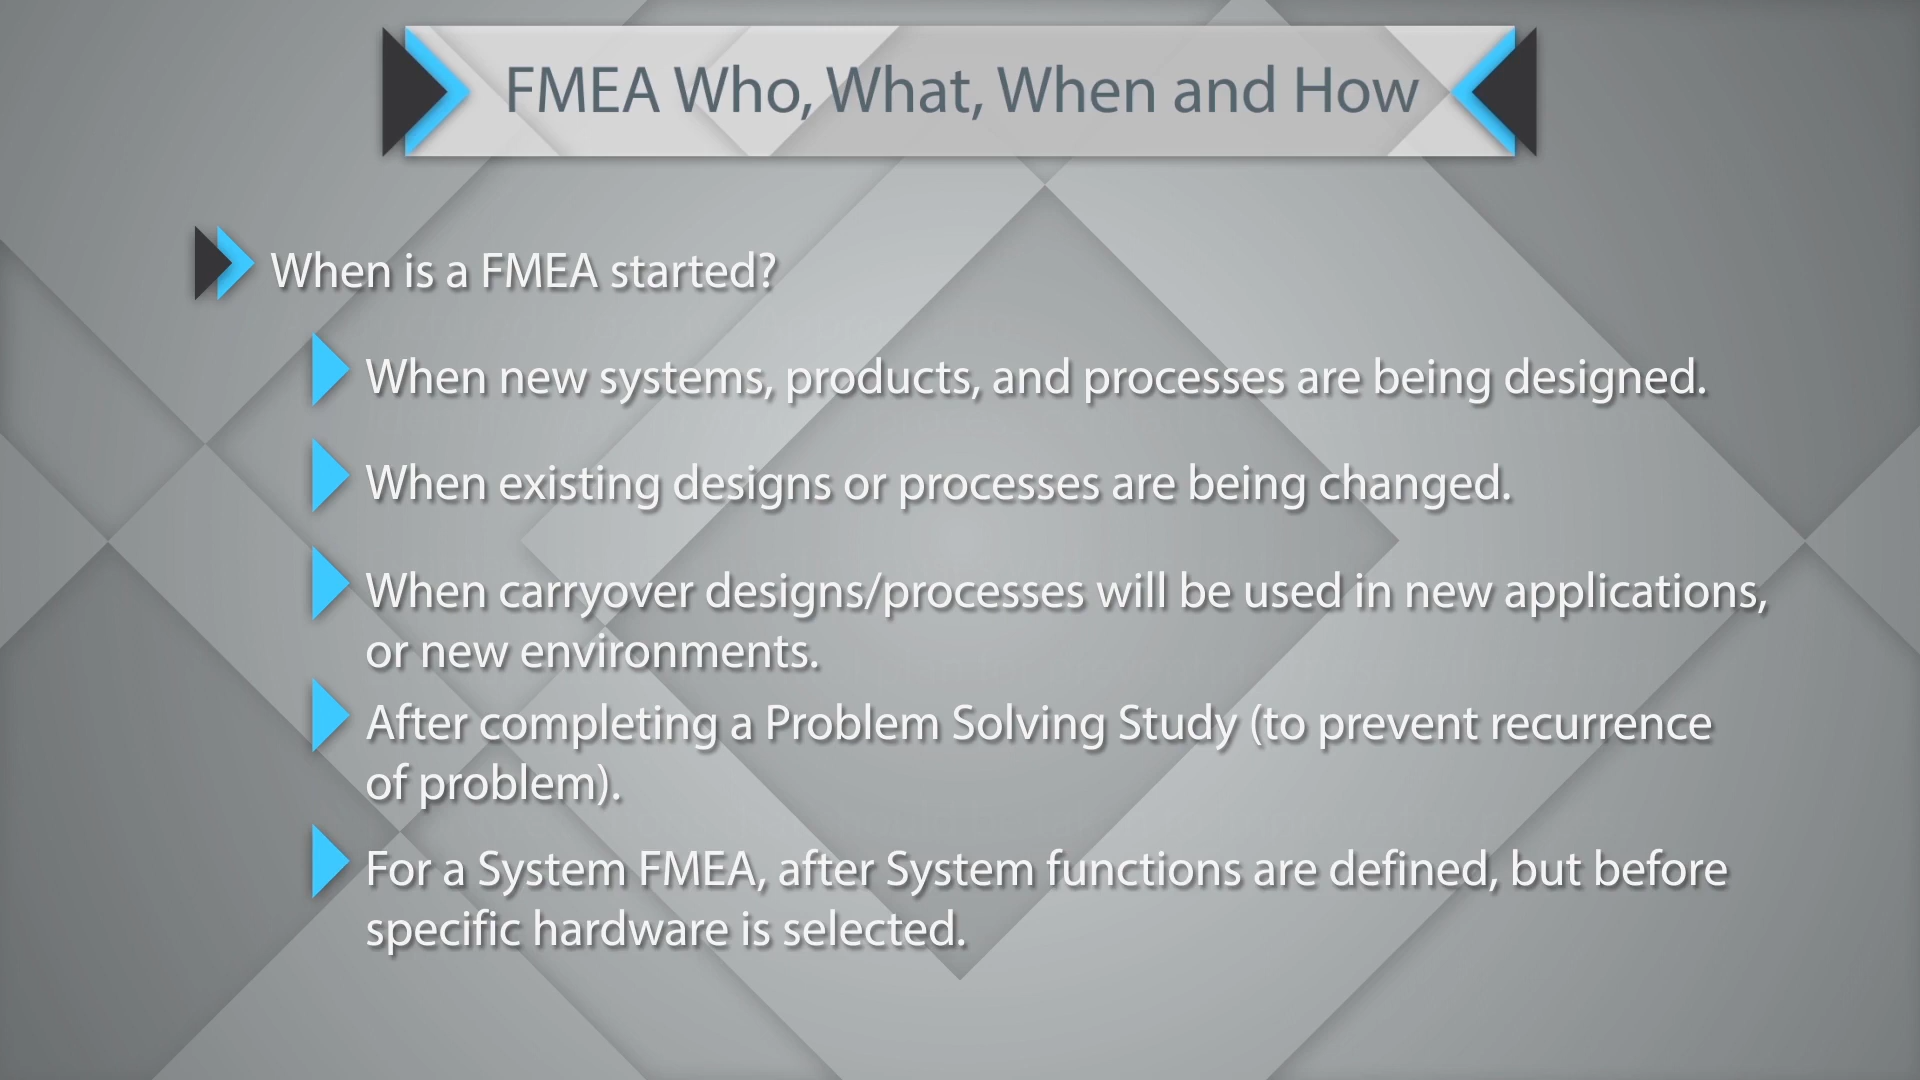 FMEA Who, What, When and How
When is a FMEA started?
When new systems, products, and processes are being designed.
When existing designs or processes are being changed.
When carryover designs/processes will be used in new applications,
or new environments.
After completing a Problem Solving Study (to prevent recurrence
of problem).
For a System FMEA, after System functions are defined, but before
specific hardware is selected.